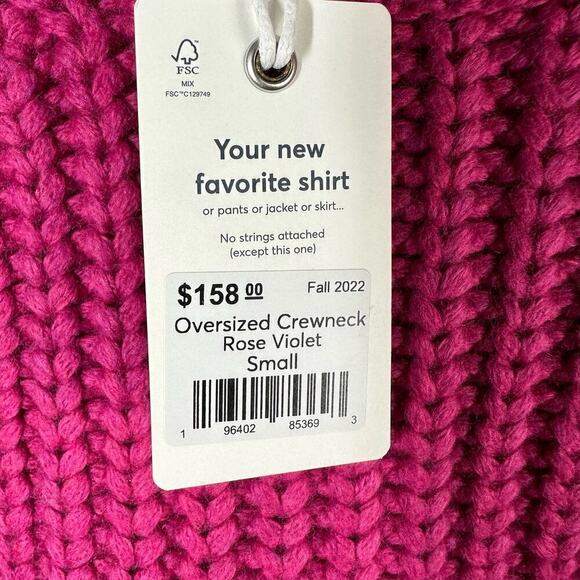 FSC
MIX
FSC™C129749
Your new
favorite shirt
or pants or jacket or skirt...
No strings attached
(except this one)
$158 00 Fall 2022
Oversized Crewneck
Rose Violet
Small
1 96402 85369 3